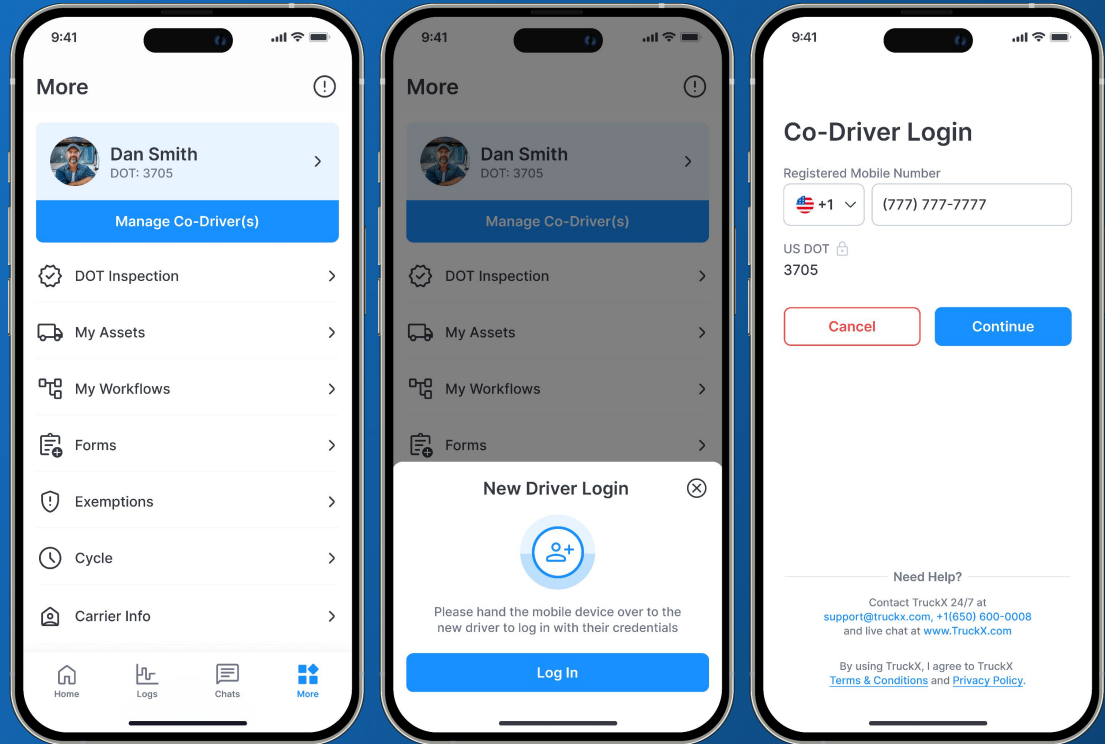 9:41
More
Dan Smith
DOT: 3705
Manage Co-Driver(s)
DOT Inspection
My Assets
My Workflows
Forms
Exemptions
Cycle
Carrier Info
Home
Logs
Chats
More
9:41
More
Dan Smith
DOT: 3705
Manage Co-Driver(s)
DOT Inspection
My Assets
My Workflows
Forms
New Driver Login
Please hand the mobile device over to the
new driver to log in with their credentials
Log In
9:41
Co-Driver Login
Registered Mobile Number
+1
(777) 777-7777
US DOT
3705
Cancel
Continue
Need Help?
Contact TruckX 24/7 at
support@truckx.com, +1(650) 600-0008
and live chat at www.TruckX.com
By using TruckX, I agree to TruckX
Terms & Conditions and Privacy Policy.